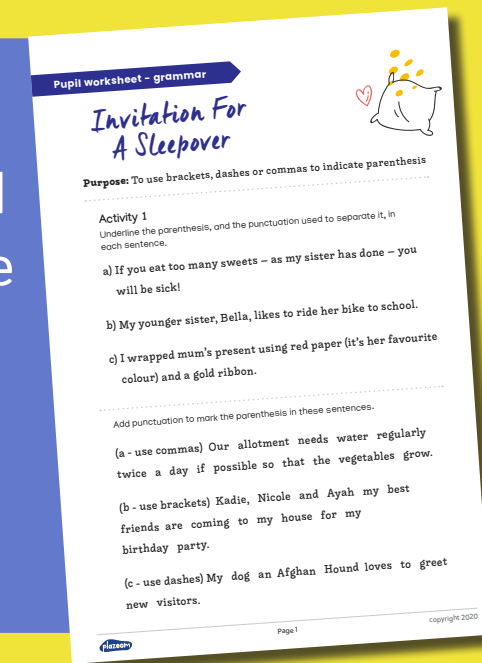 Pupil worksheet - grammar
Invitation For
A Sleepover
Purpose: To use brackets, dashes or commas to indicate parenthesis
Activity 1
Underline the parenthesis, and the punctuation used to separate it, in
each sentence.
a) If you eat too many sweets – as my sister has done – you
will be sick!
b) My younger sister, Bella, likes to ride her bike to school.
c) I wrapped mum's present using red paper (it's her favourite
colour) and a gold ribbon.
Add punctuation to mark the parenthesis in these sentences.
(a - use commas) Our allotment needs water regularly
twice a day if possible so that the vegetables grow.
(b - use brackets) Kadie, Nicole and Ayah my best
friends are coming to my house for my
birthday party.
(c - use dashes) My dog an Afghan Hound loves to greet
new visitors.
plazoom
Page 1
copyright 2020